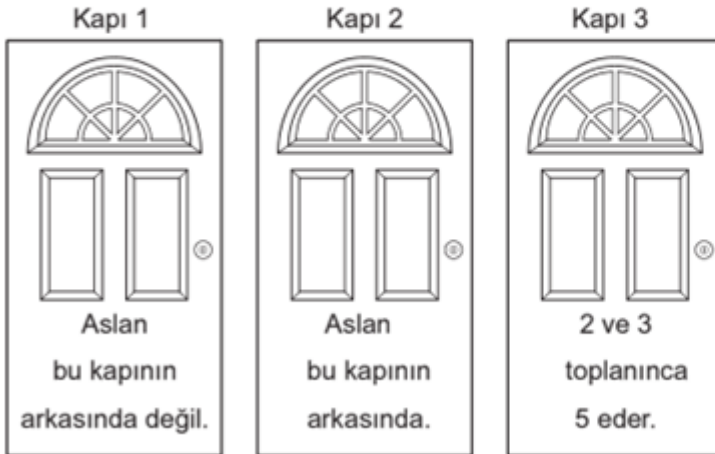 Kapı 1
Aslan
bu kapının
arkasında değil.
Kapı 2
Aslan
bu kapının
arkasında.
Kapı 3
2 ve 3
toplanınca
5 eder.